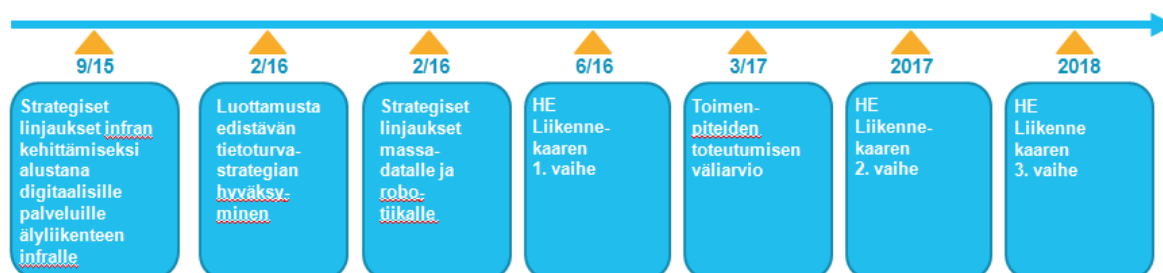 9/15
Strategiset
linjaukset infran
kehittämiseksi
alustana
digitaalisille
palveluille
älyliikenteen
infralle
2/16
Luottamusta
edistävän
tietoturva-
strategian
hyväksy-
minen
2/16
Strategiset
linjaukset
massa-
datalle ja
robo-
tiikalle
6/16
HE
Liikenne-
kaaren
1. vaihe
3/17
Toimen-
piteiden
toteutumisen
väliarvio
2017
HE
Liikenne-
kaaren
2. vaihe
2018
HE
Liikenne
kaaren
3. vaihe